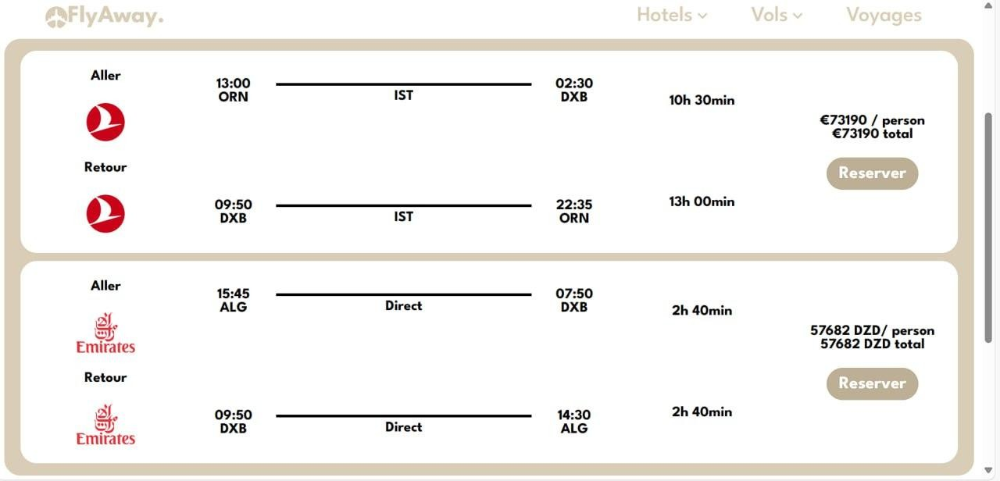 FlyAway.
Hotels
Vols
Voyages
Aller
13:00
ORN
IST
02:30
DXB
10h 30min
€73190 / person
€73190 total
Reserver
Retour
09:50
DXB
IST
22:35
ORN
13h 00min
Aller
15:45
ALG
Direct
07:50
DXB
2h 40min
57682 DZD/ person
57682 DZD total
Reserver
Emirates
Retour
09:50
DXB
Direct
14:30
ALG
2h 40min
Emirates